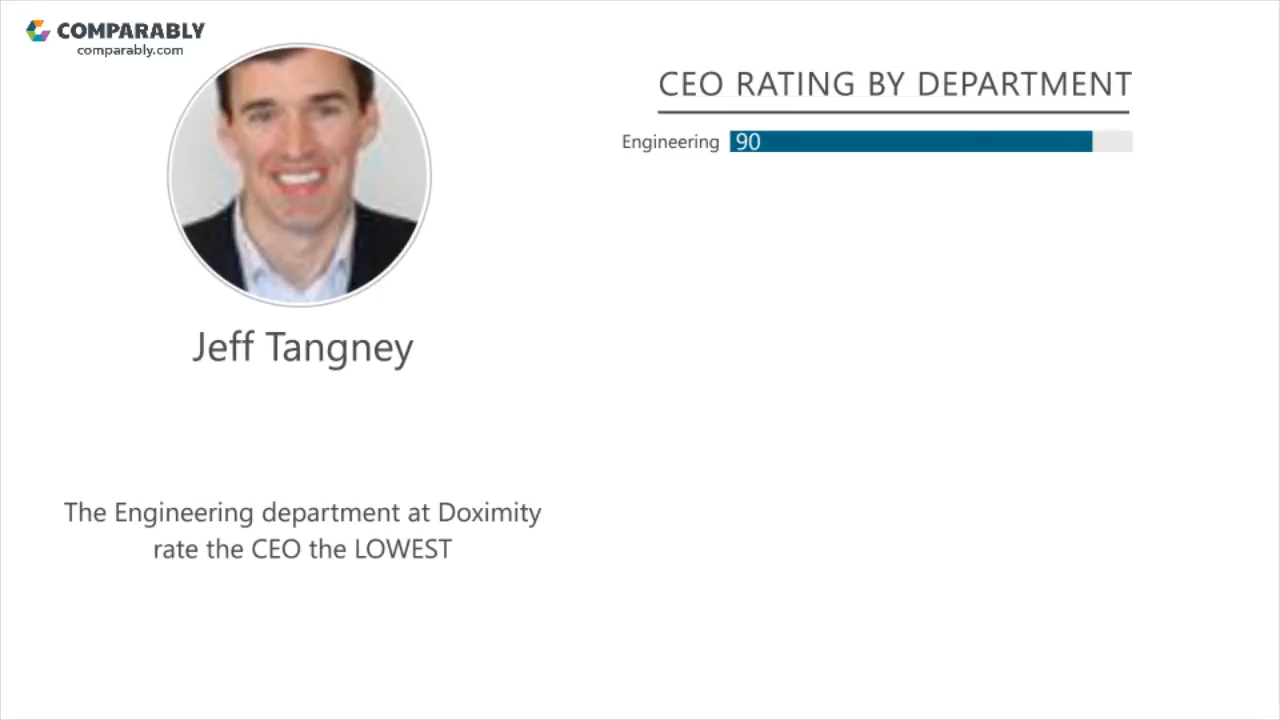 COMPARABLY
comparably.com
CEO RATING BY DEPARTMENT
Engineering 90
Jeff Tangney
The Engineering department at Doximity
rate the CEO the LOWEST